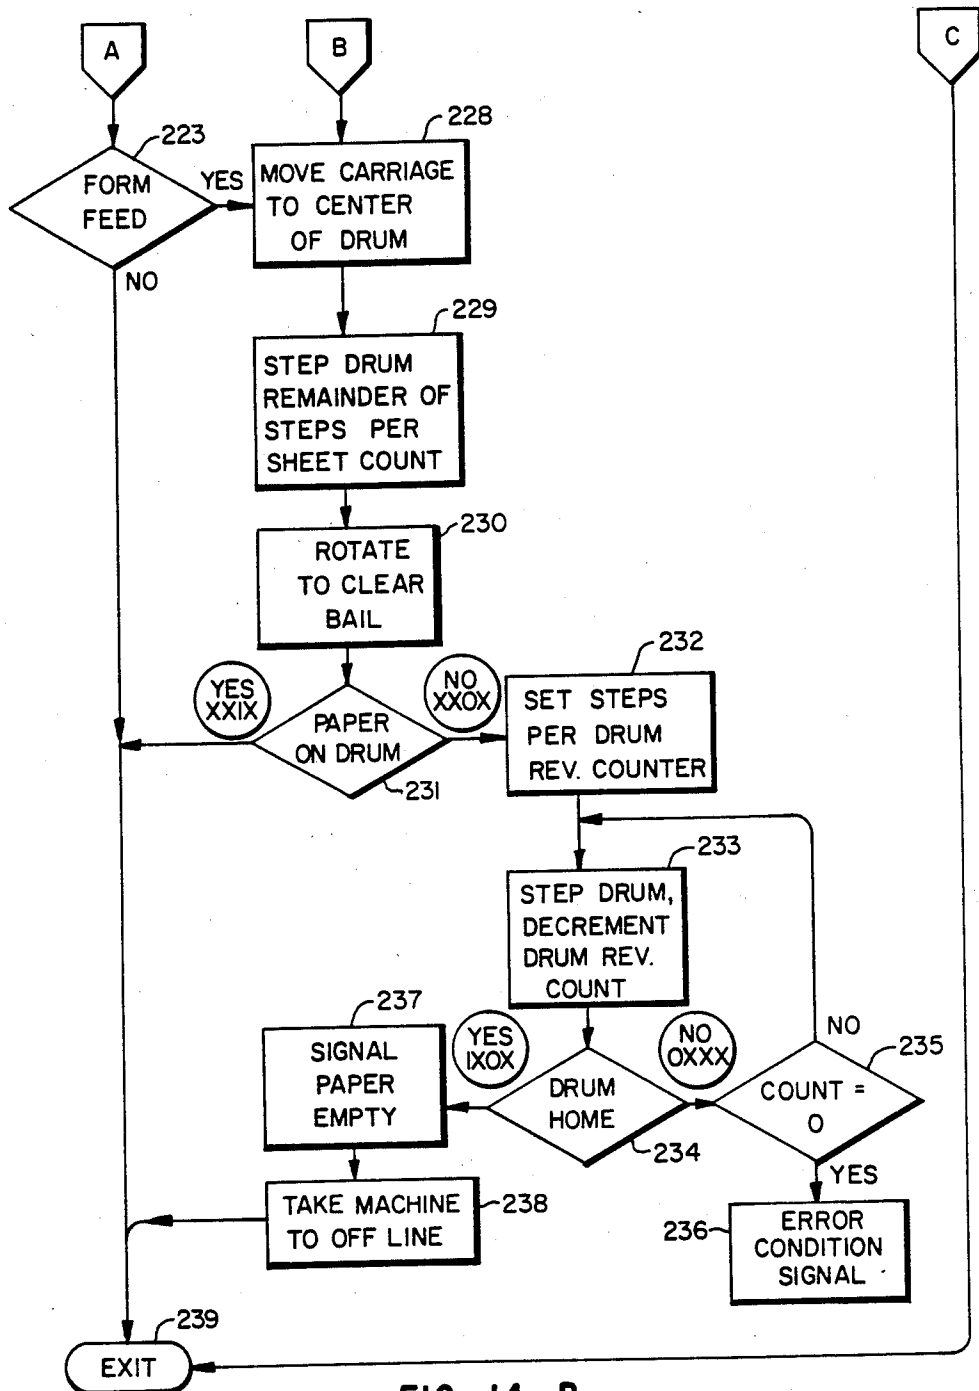 A
B
C
223
228
FORM
FEED
YES
NO
MOVE CARRIAGE
TO CENTER
OF DRUM
229
STEP DRUM
REMAINDER OF
STEPS PER
SHEET COUNT
230
ROTATE
TO CLEAR
BAIL
YES
XXIX
PAPER
ON DRUM
231
NO
XXOX
232
SET STEPS
PER DRUM
REV. COUNTER
233
STEP DRUM,
DECREMENT
DRUM REV.
COUNT
237
SIGNAL
PAPER
EMPTY
YES
IXOX
DRUM
HOME
234
NO
OXXX
NO
235
COUNT =
O
YES
TAKE MACHINE
TO OFF LINE
238
236
ERROR
CONDITION
SIGNAL
239
EXIT